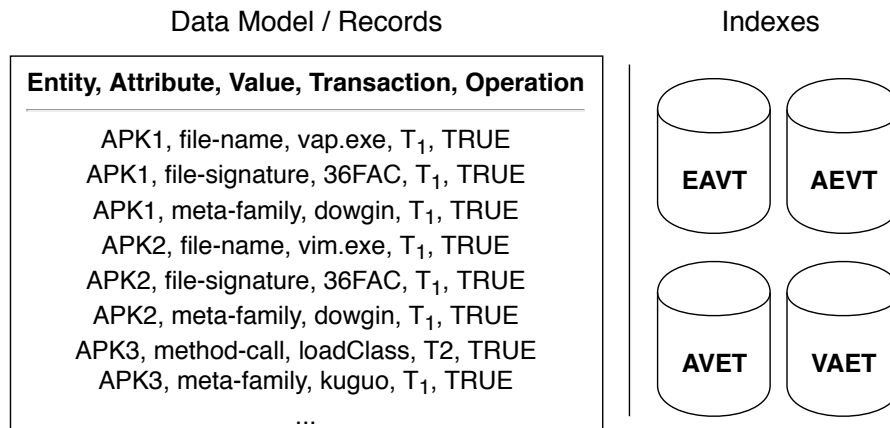 Data Model / Records
Entity, Attribute, Value, Transaction, Operation
APK1, file-name, vap.exe, T₁, TRUE
APK1, file-signature, 36FAC, T₁, TRUE
APK1, meta-family, dowgin, T₁, TRUE
APK2, file-name, vim.exe, T₁, TRUE
APK2, file-signature, 36FAC, T₁, TRUE
APK2, meta-family, dowgin, T₁, TRUE
APK3, method-call, loadClass, T2, TRUE
APK3, meta-family, kuguo, T₁, TRUE
...
Indexes
EAVT
AEVT
AVET
VAET